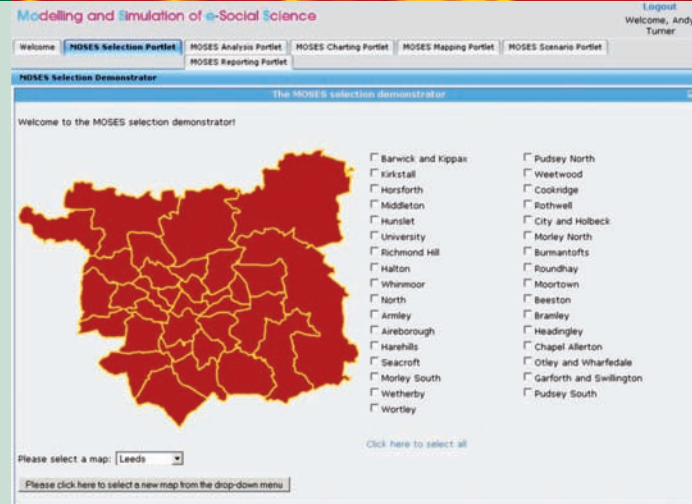 Modelling and Simulation of e-Social Science
Logout
Welcome, Andy
Turner
Welcome
MOSES Selection Portlet
MOSES Analysis Portlet
MOSES Charting Portlet
MOSES Mapping Portlet
MOSES Scenario Portlet
MOSES Reporting Portlet
MOSES Selection Demonstrator
The MOSES selection demonstrator
Welcome to the MOSES selection demonstrator!
Barwick and Kippax
Kirkstall
Horsforth
Middleton
Hunslet
University
Richmond Hill
Halton
Whinmoor
North
Armley
Aireborough
Harehills
Seacroft
Morley South
Wetherby
Wortley
Pudsey North
Weetwood
Cookridge
Rothwell
City and Holbeck
Morley North
Burmantofts
Roundhay
Moortown
Beeston
Bramley
Headingley
Chapel Allerton
Otley and Wharfedale
Garforth and Swillington
Pudsey South
Click here to select all
Please select a map: Leeds
Please click here to select a new map from the drop-down menu